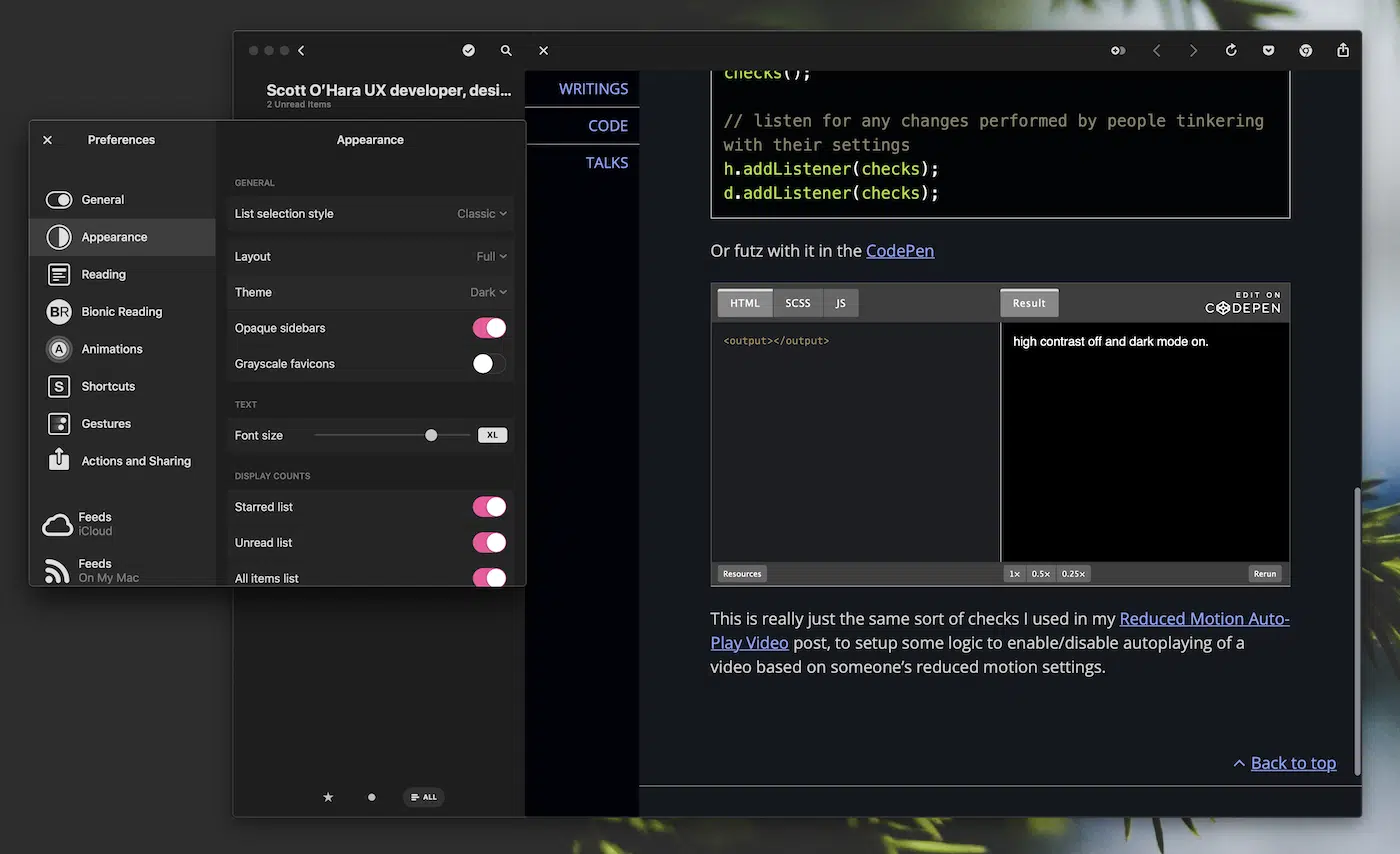 Scott O’Hara UX developer, desi...
2 Unread Items
Preferences
General
Appearance
Reading
BR Bionic Reading
A Animations
S Shortcuts
Gestures
Actions and Sharing
Feeds
iCloud
Feeds
On My Mac
Appearance
GENERAL
List selection style Classic
Layout Full
Theme Dark
Opaque sidebars
Grayscale favicons
TEXT
Font size XL
DISPLAY COUNTS
Starred list
Unread list
All items list
ALL
WRITINGS
CODE
TALKS
checks();
// listen for any changes performed by people tinkering
with their settings
h.addListener(checks);
d.addListener(checks);
Or futz with it in the CodePen
HTML SCSS JS Result EDIT ON
CODEPEN
<output></output>
high contrast off and dark mode on.
Resources 1× 0.5× 0.25× Rerun
This is really just the same sort of checks I used in my Reduced Motion Auto-
Play Video post, to setup some logic to enable/disable autoplaying of a
video based on someone’s reduced motion settings.
Back to top